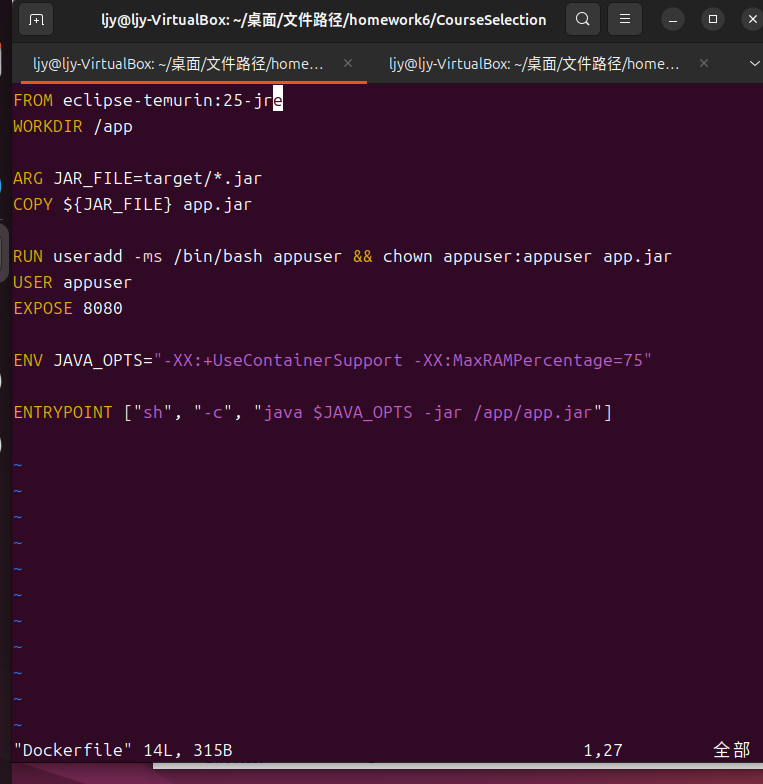 ljy@ljy-VirtualBox: ~/桌面/文件路径/homework6/CourseSelection
ljy@ljy-VirtualBox: ~/桌面/文件路径/home…
ljy@ljy-VirtualBox: ~/桌面/文件路径/home…
FROM eclipse-temurin:25-jre
WORKDIR /app
ARG JAR_FILE=target/*.jar
COPY ${JAR_FILE} app.jar
RUN useradd -ms /bin/bash appuser && chown appuser:appuser app.jar
USER appuser
EXPOSE 8080
ENV JAVA_OPTS="-XX:+UseContainerSupport -XX:MaxRAMPercentage=75"
ENTRYPOINT ["sh", "-c", "java $JAVA_OPTS -jar /app/app.jar"]
~
~
~
~
~
~
~
~
~
~
~
"Dockerfile" 14L, 315B 1,27 全部